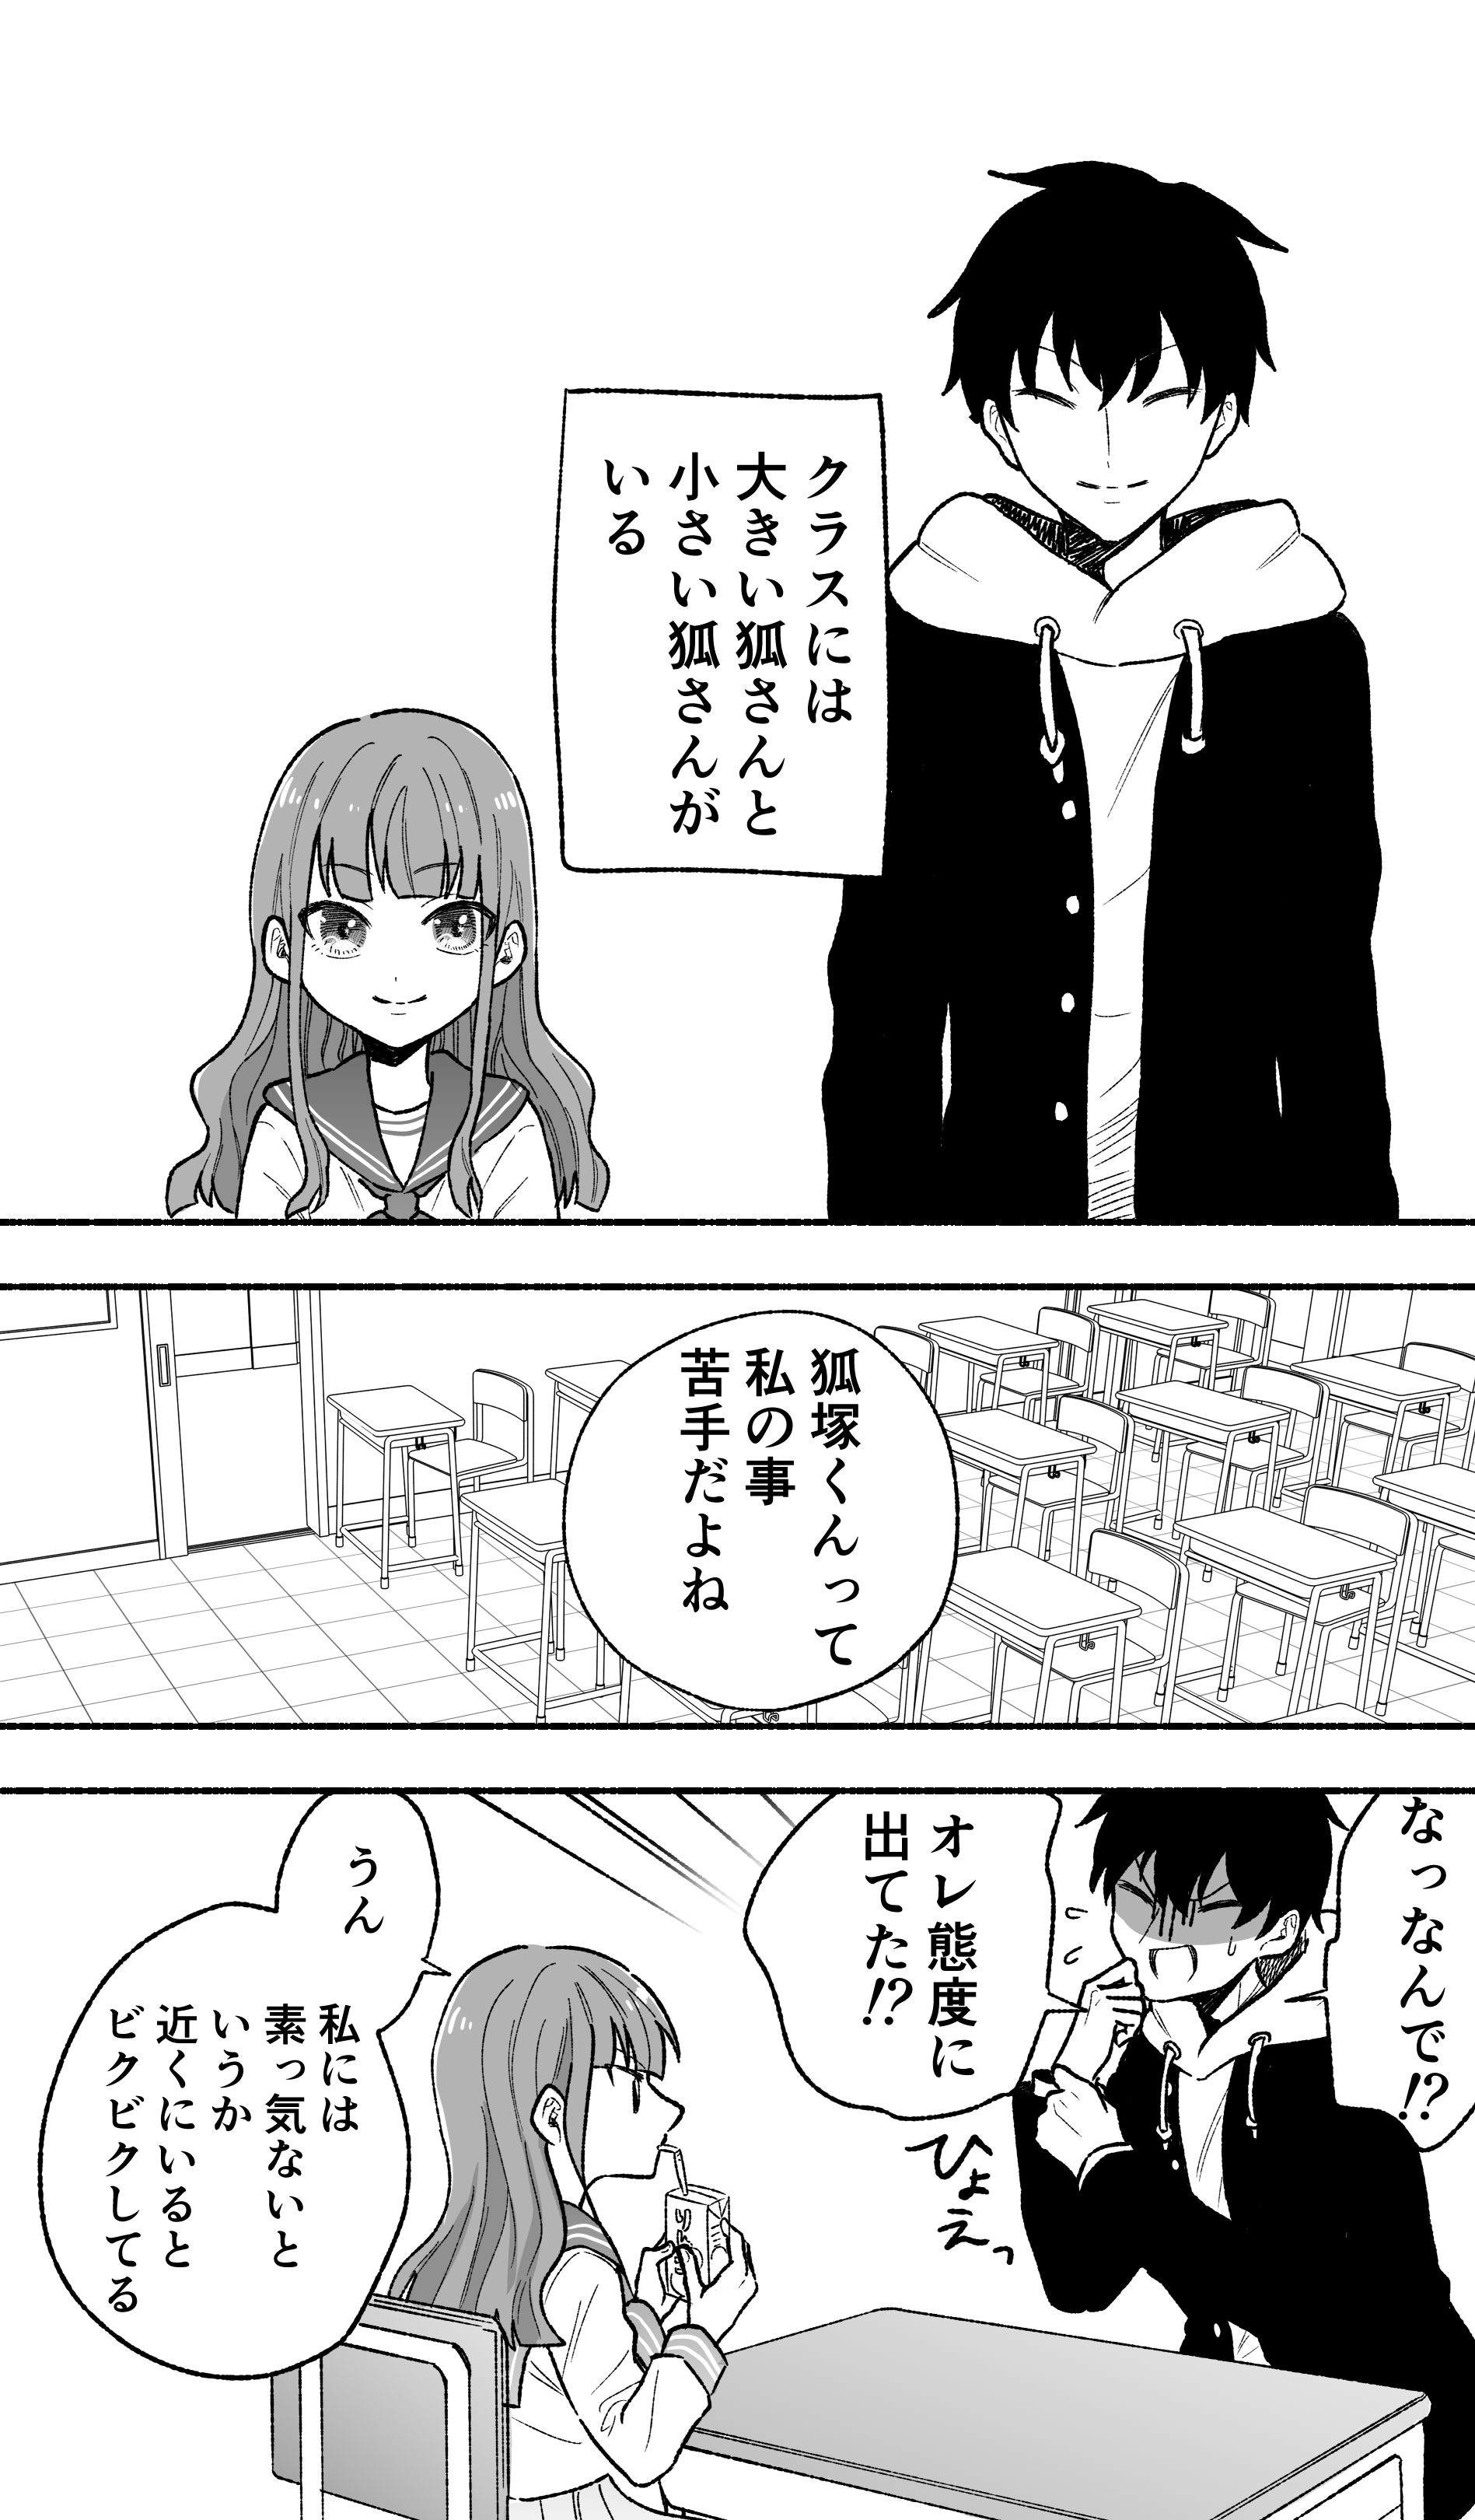 クラスには
大きい狐さんと
小さい狐さんが
いる
狐塚くんって
私の事
苦手だよね
なっなんで!?
オレ態度に
出てた!?
ひょえっ
うん
私には
素っ気ないと
いうか
近くにいると
ビクビクしてる